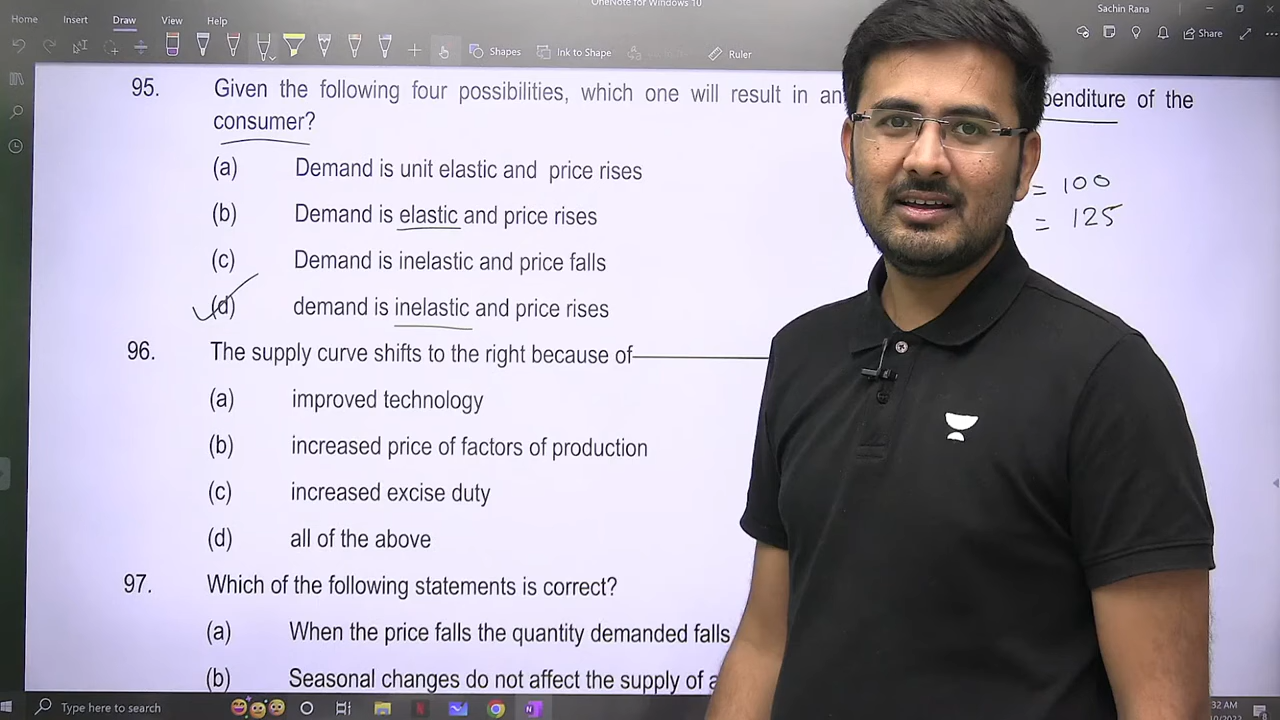 OneNote for Windows 10
Sachin Rana
Home Insert Draw View Help
Shapes Ink to Shape Ruler Share
95. Given the following four possibilities, which one will result in an penditure of the
consumer?
(a) Demand is unit elastic and price rises
= 100
(b) Demand is elastic and price rises
= 125
(c) Demand is inelastic and price falls
(d) demand is inelastic and price rises
96. The supply curve shifts to the right because of
(a) improved technology
(b) increased price of factors of production
(c) increased excise duty
(d) all of the above
97. Which of the following statements is correct?
(a) When the price falls the quantity demanded falls
(b) Seasonal changes do not affect the supply of a
Type here to search
32 AM